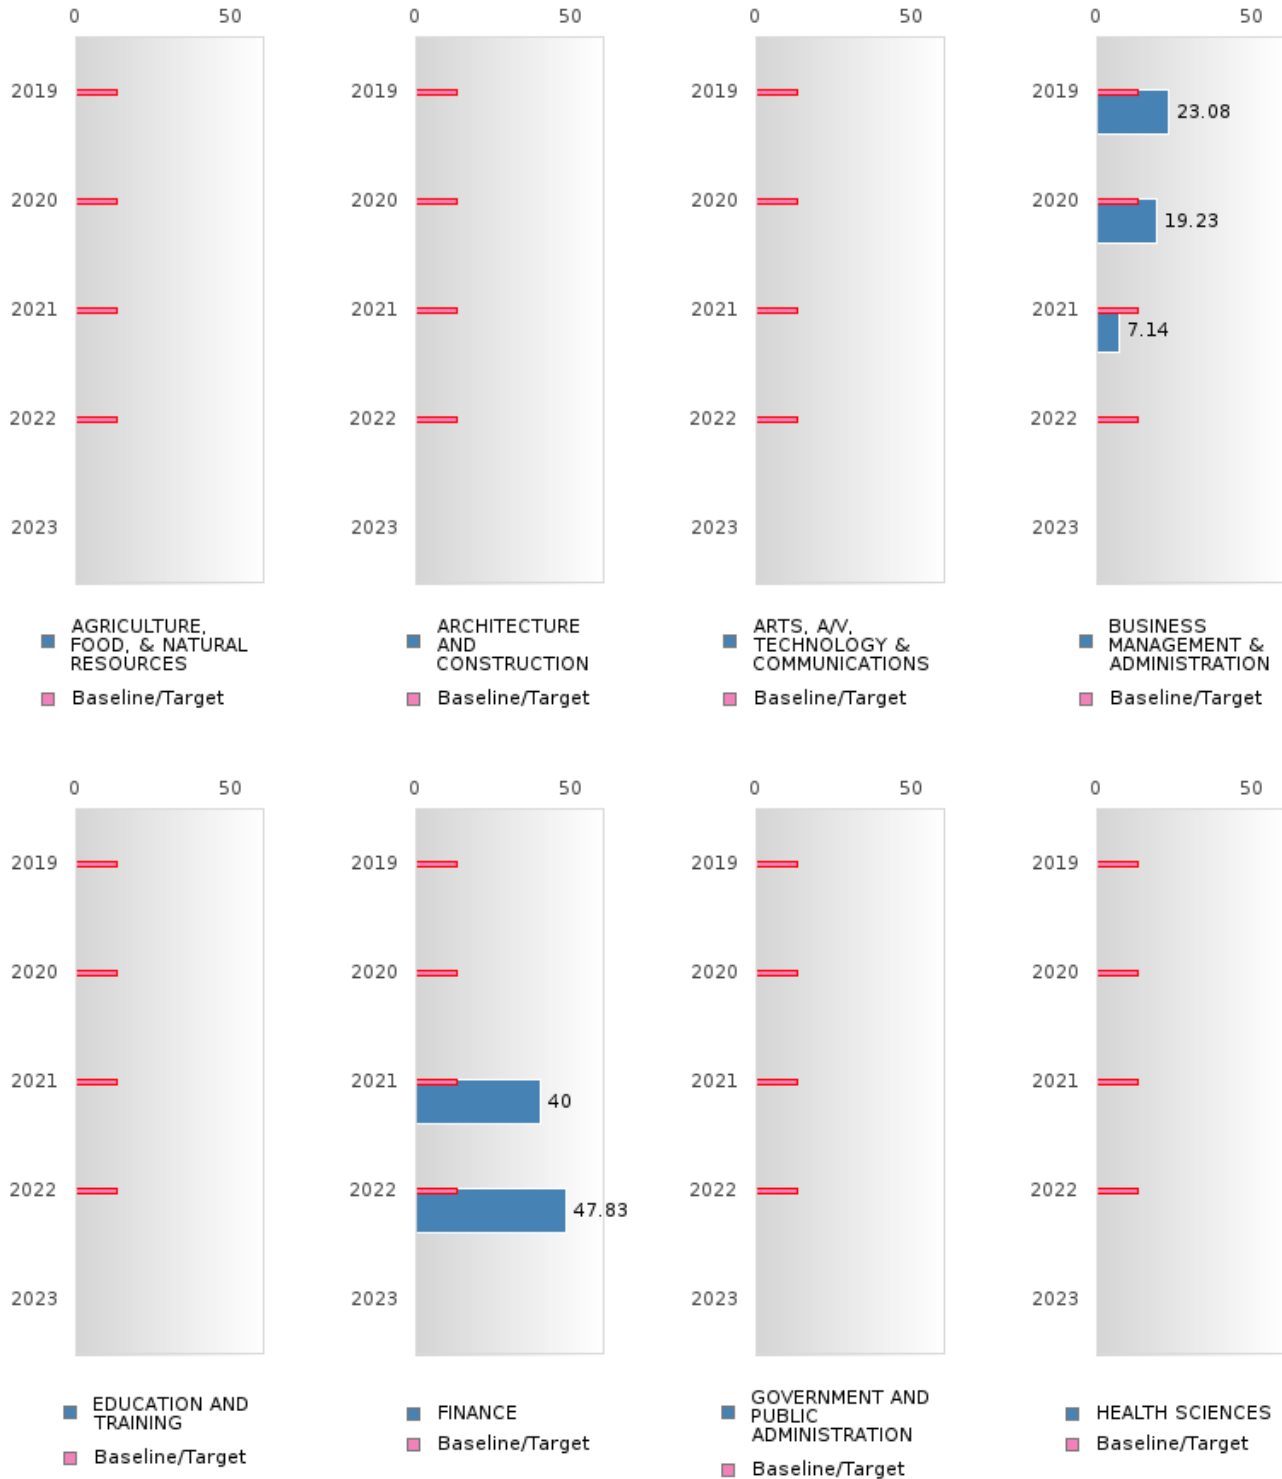 0 50
2019
2020
2021
2022
2023
AGRICULTURE,
FOOD, & NATURAL
RESOURCES
Baseline/Target
0 50
2019
2020
2021
2022
2023
ARCHITECTURE
AND
CONSTRUCTION
Baseline/Target
0 50
2019
2020
2021
2022
2023
ARTS, A/V,
TECHNOLOGY &
COMMUNICATIONS
Baseline/Target
0 50
2019
23.08
2020
19.23
2021
7.14
2022
2023
BUSINESS
MANAGEMENT &
ADMINISTRATION
Baseline/Target
0 50
2019
2020
2021
2022
2023
EDUCATION AND
TRAINING
Baseline/Target
0 50
2019
2020
2021
40
2022
47.83
2023
FINANCE
Baseline/Target
0 50
2019
2020
2021
2022
2023
GOVERNMENT AND
PUBLIC
ADMINISTRATION
Baseline/Target
0 50
2019
2020
2021
2022
2023
HEALTH SCIENCES
Baseline/Target